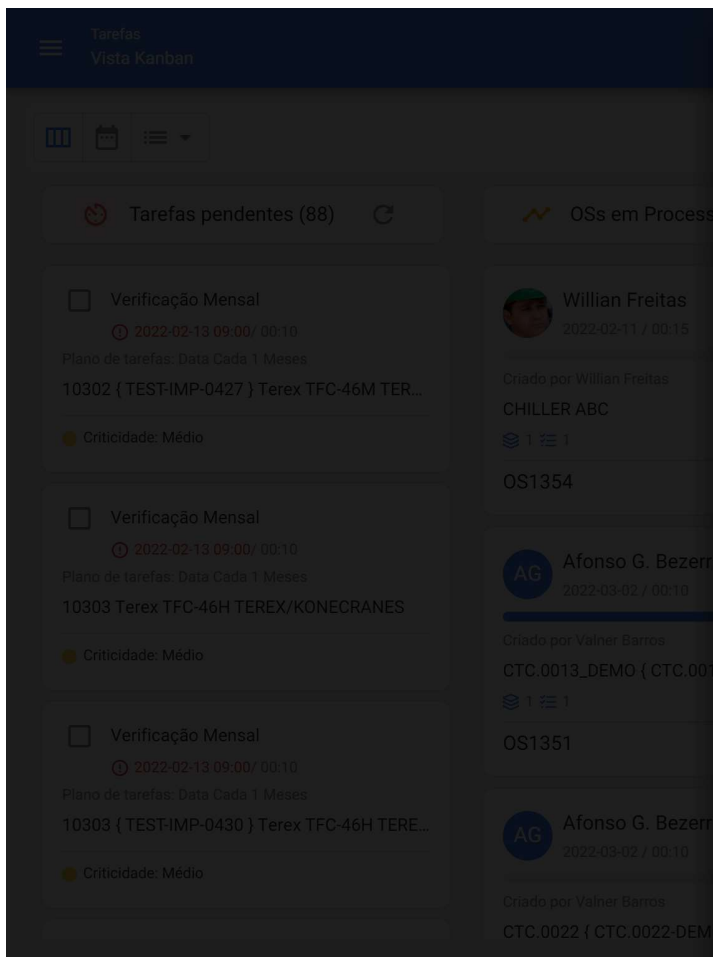 Tarefas
Vista Kanban
Tarefas pendentes (88)
Verificação Mensal
2022-02-13 09:00/ 00:10
Plano de tarefas: Data Cada 1 Meses
10302 { TEST-IMP-0427 } Terex TFC-46M TER...
Criticidade: Médio
Verificação Mensal
2022-02-13 09:00/ 00:10
Plano de tarefas: Data Cada 1 Meses
10303 Terex TFC-46H TEREX/KONECRANES
Criticidade: Médio
Verificação Mensal
2022-02-13 09:00/ 00:10
Plano de tarefas: Data Cada 1 Meses
10303 { TEST-IMP-0430 } Terex TFC-46H TERE...
Criticidade: Médio
OSs em Process
Willian Freitas
2022-02-11 / 00:15
Criado por Willian Freitas
CHILLER ABC
1 1
OS1354
AG
Afonso G. Bezerr
2022-03-02 / 00:10
Criado por Valner Barros
CTC.0013_DEMO { CTC.001
1 1
OS1351
AG
Afonso G. Bezerr
2022-03-02 / 00:10
Criado por Valner Barros
CTC.0022 { CTC.0022-DEM